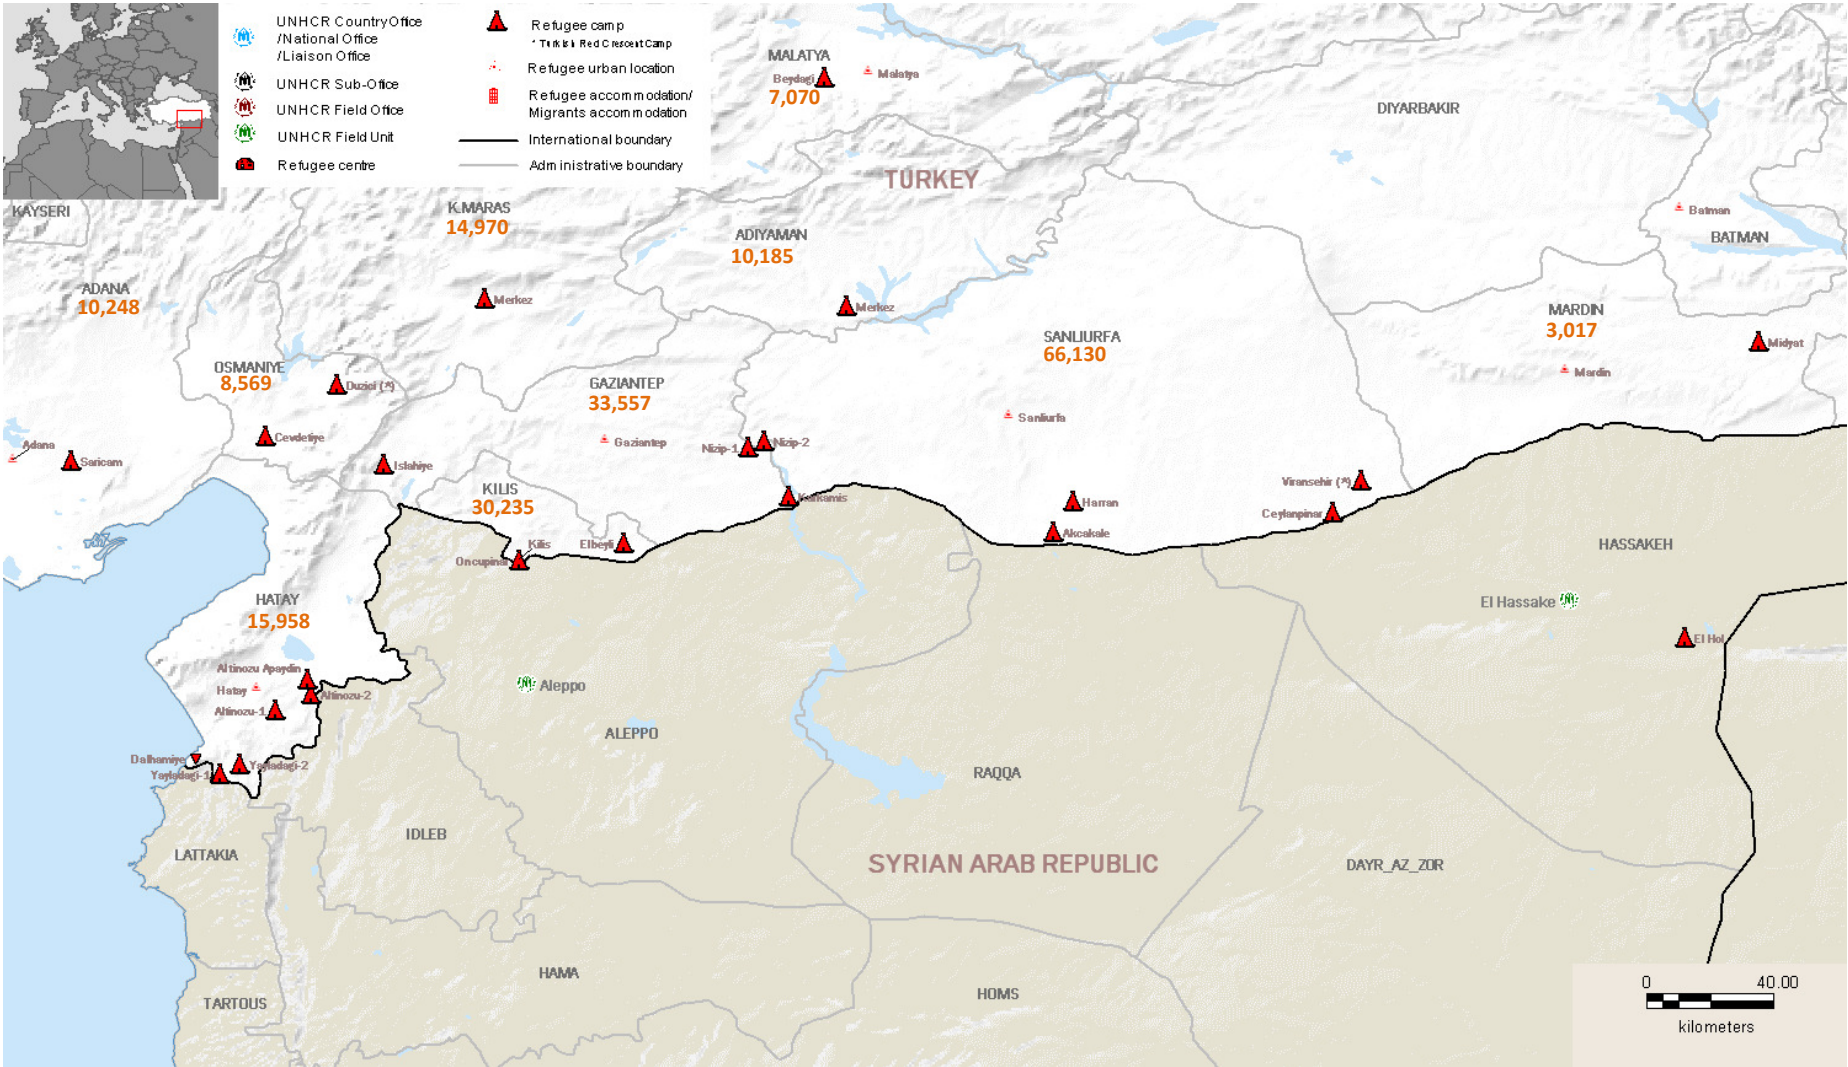 UNHCR Country Office
/National Office
/Liaison Office
UNHCR Sub-Office
UNHCR Field Office
UNHCR Field Unit
Refugee centre
Refugee camp
* Turkish Red Crescent Camp
Refugee urban location
Refugee accommodation/
Migrants accommodation
International boundary
Administrative boundary
MALATYA
Beydagi
7,070
Malatya
DIYARBAKIR
TURKEY
KAYSERI
K.MARAS
14,970
ADIYAMAN
10,185
Batman
BATMAN
ADANA
10,248
Merkez
Merkez
SANLIURFA
66,130
MARDIN
3,017
Midyat
Mardin
OSMANIYE
8,569
Duzici (*)
GAZIANTEP
33,557
Sanliurfa
Cevdetiye
Gaziantep
Nizip-1
Nizip-2
Adana
Saricam
Islahiye
KILIS
30,235
Karkamis
Viransehir (*)
Harran
Ceylanpinar
Akcakale
Kilis
Elbeyli
Oncupinar
HASSAKEH
HATAY
15,958
El Hassake
El Hol
Altinozu Apaydin
Hatay
Altinozu-2
Altinozu-1
Aleppo
ALEPPO
Dalhamiye
Yayladagi-2
Yayladagi-1
RAQQA
IDLEB
LATTAKIA
SYRIAN ARAB REPUBLIC
DAYR_AZ_ZOR
HAMA
HOMS
TARTOUS
0 40.00
kilometers